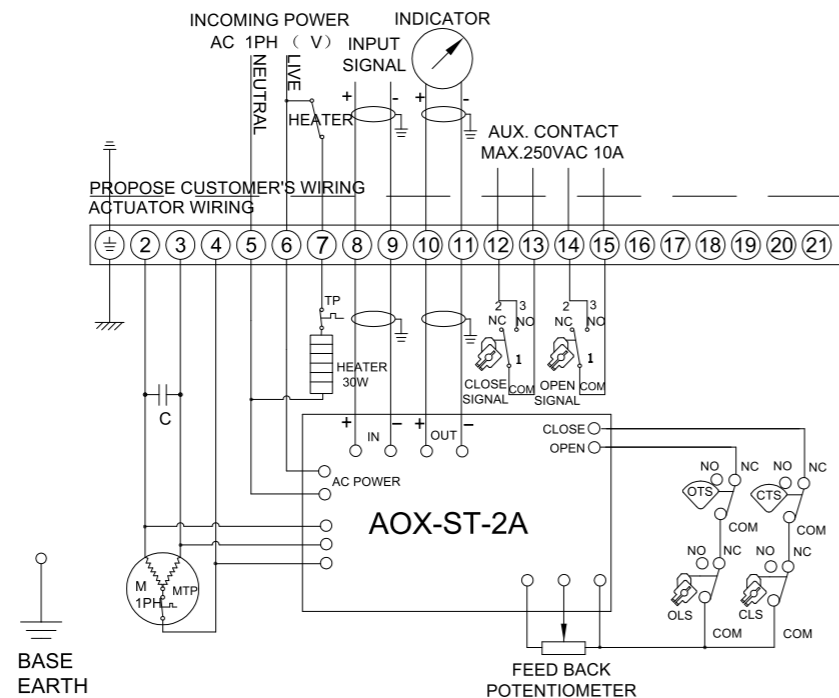 INCOMING POWER
AC 1PH ( V)
NEUTRAL
LIVE
HEATER
INPUT
SIGNAL
+ -
INDICATOR
+ -
AUX. CONTACT
MAX.250VAC 10A
PROPOSE CUSTOMER'S WIRING
ACTUATOR WIRING
2 3 4 5 6 7 8 9 10 11 12 13 14 15 16 17 18 19 20 21
TP
HEATER
30W
C
2 3
NC NO
1
CLOSE
SIGNAL
COM
2 3
NC NO
1
OPEN
SIGNAL
COM
+ IN -
+ OUT -
CLOSE
OPEN
AC POWER
AOX-ST-2A
NO NC
OTS
COM
NO NC
CTS
COM
NO NC
OLS
COM
NO NC
CLS
COM
M
1PH
MTP
BASE
EARTH
FEED BACK
POTENTIOMETER